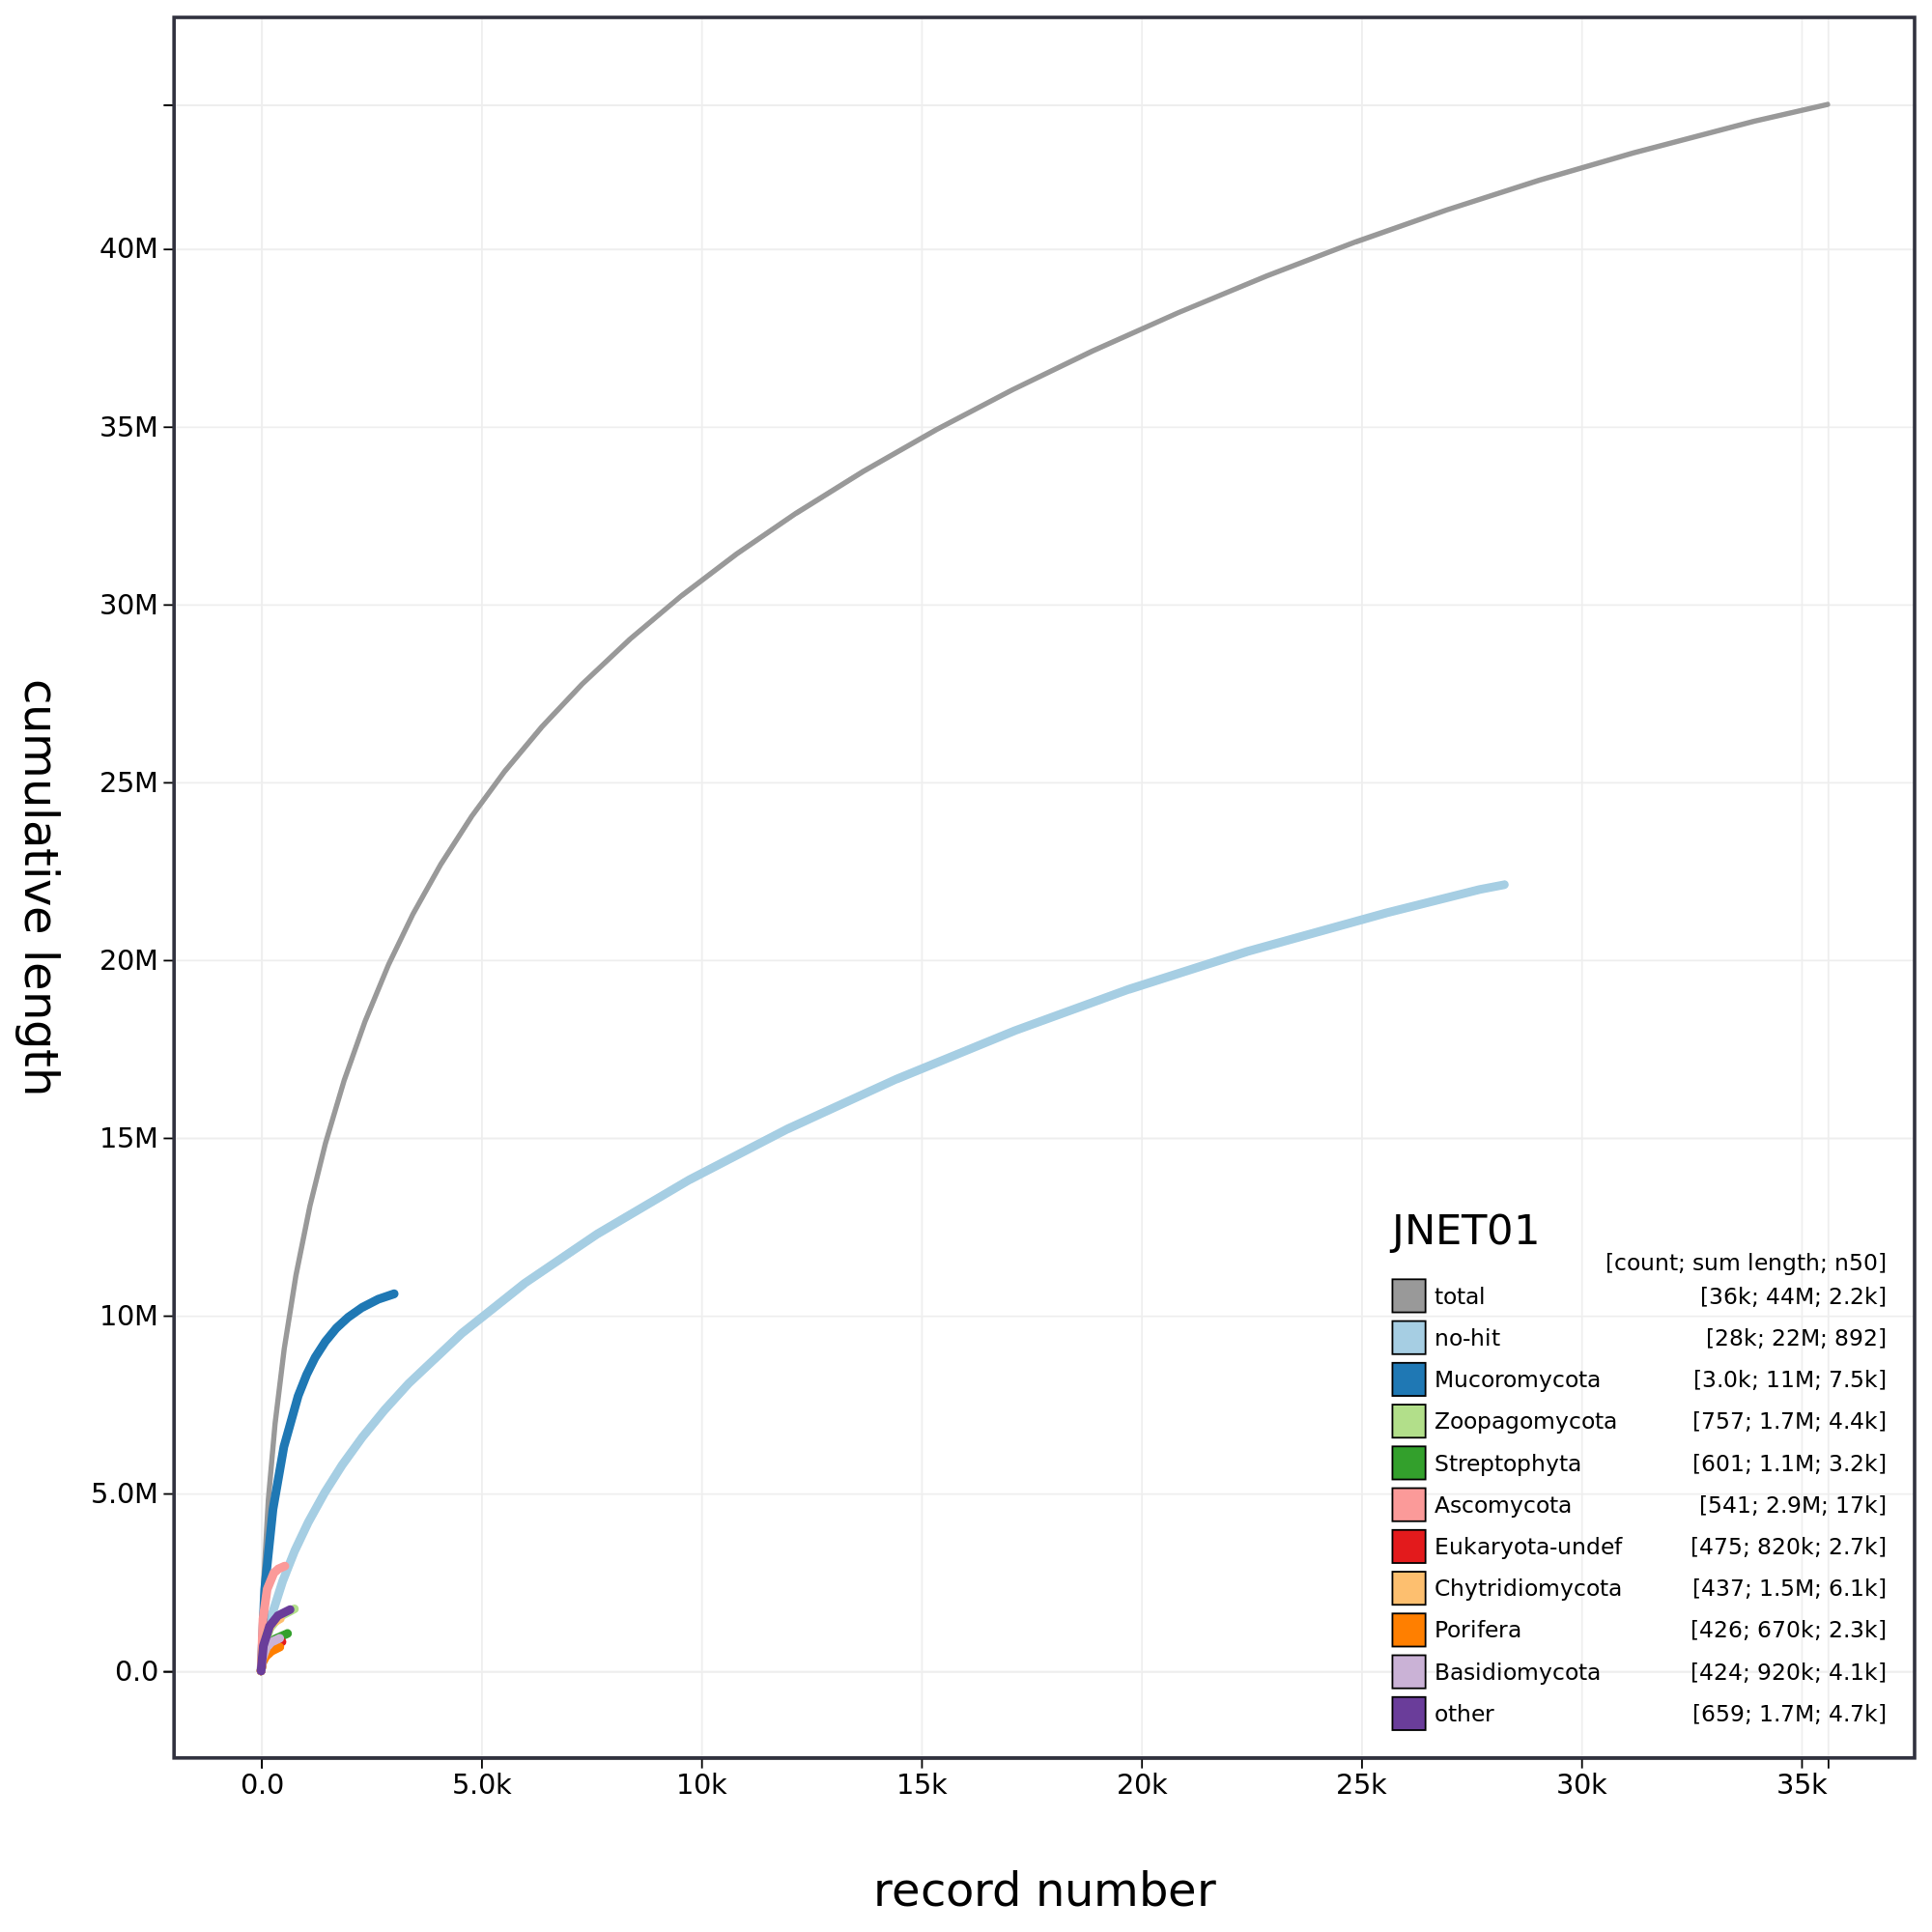 cumulative length
40M
35M
30M
25M
20M
15M
10M
5.0M
0.0
JNET01
[count; sum length; n50]
total [36k; 44M; 2.2k]
no-hit [28k; 22M; 892]
Mucoromycota [3.0k; 11M; 7.5k]
Zoopagomycota [757; 1.7M; 4.4k]
Streptophyta [601; 1.1M; 3.2k]
Ascomycota [541; 2.9M; 17k]
Eukaryota-undef [475; 820k; 2.7k]
Chytridiomycota [437; 1.5M; 6.1k]
Porifera [426; 670k; 2.3k]
Basidiomycota [424; 920k; 4.1k]
other [659; 1.7M; 4.7k]
0.0 5.0k 10k 15k 20k 25k 30k 35k
record number